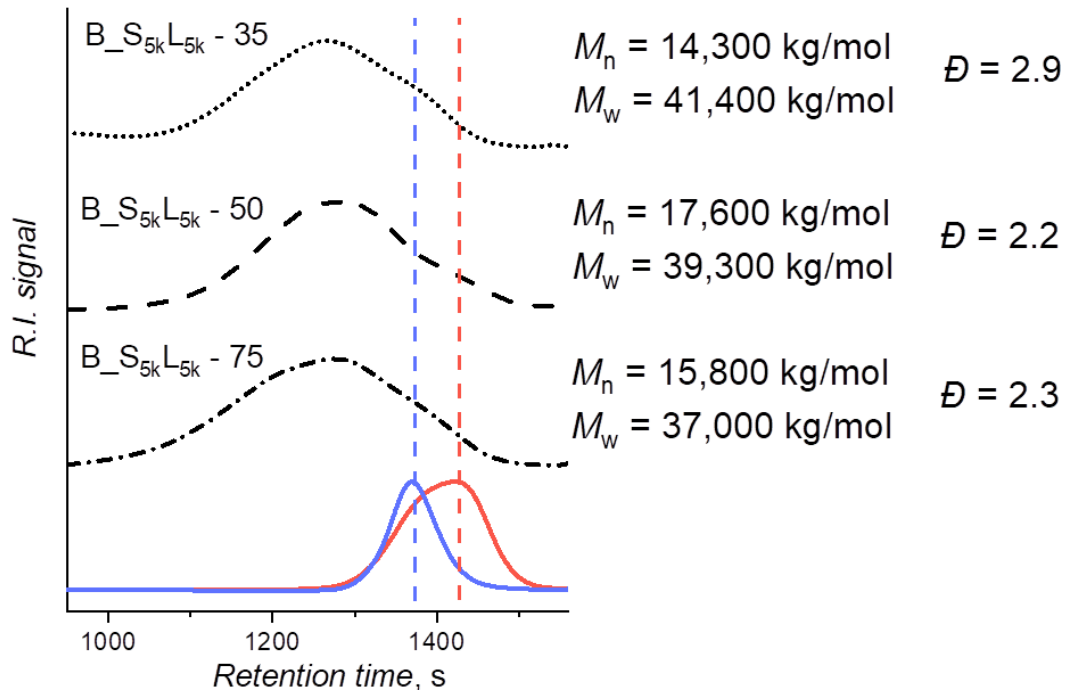 B_S5kL5k - 35
Mn = 14,300 kg/mol
Mw = 41,400 kg/mol
Đ = 2.9
B_S5kL5k - 50
Mn = 17,600 kg/mol
Mw = 39,300 kg/mol
Đ = 2.2
B_S5kL5k - 75
Mn = 15,800 kg/mol
Mw = 37,000 kg/mol
Đ = 2.3
R.I. signal
1000 1200 1400
Retention time, s